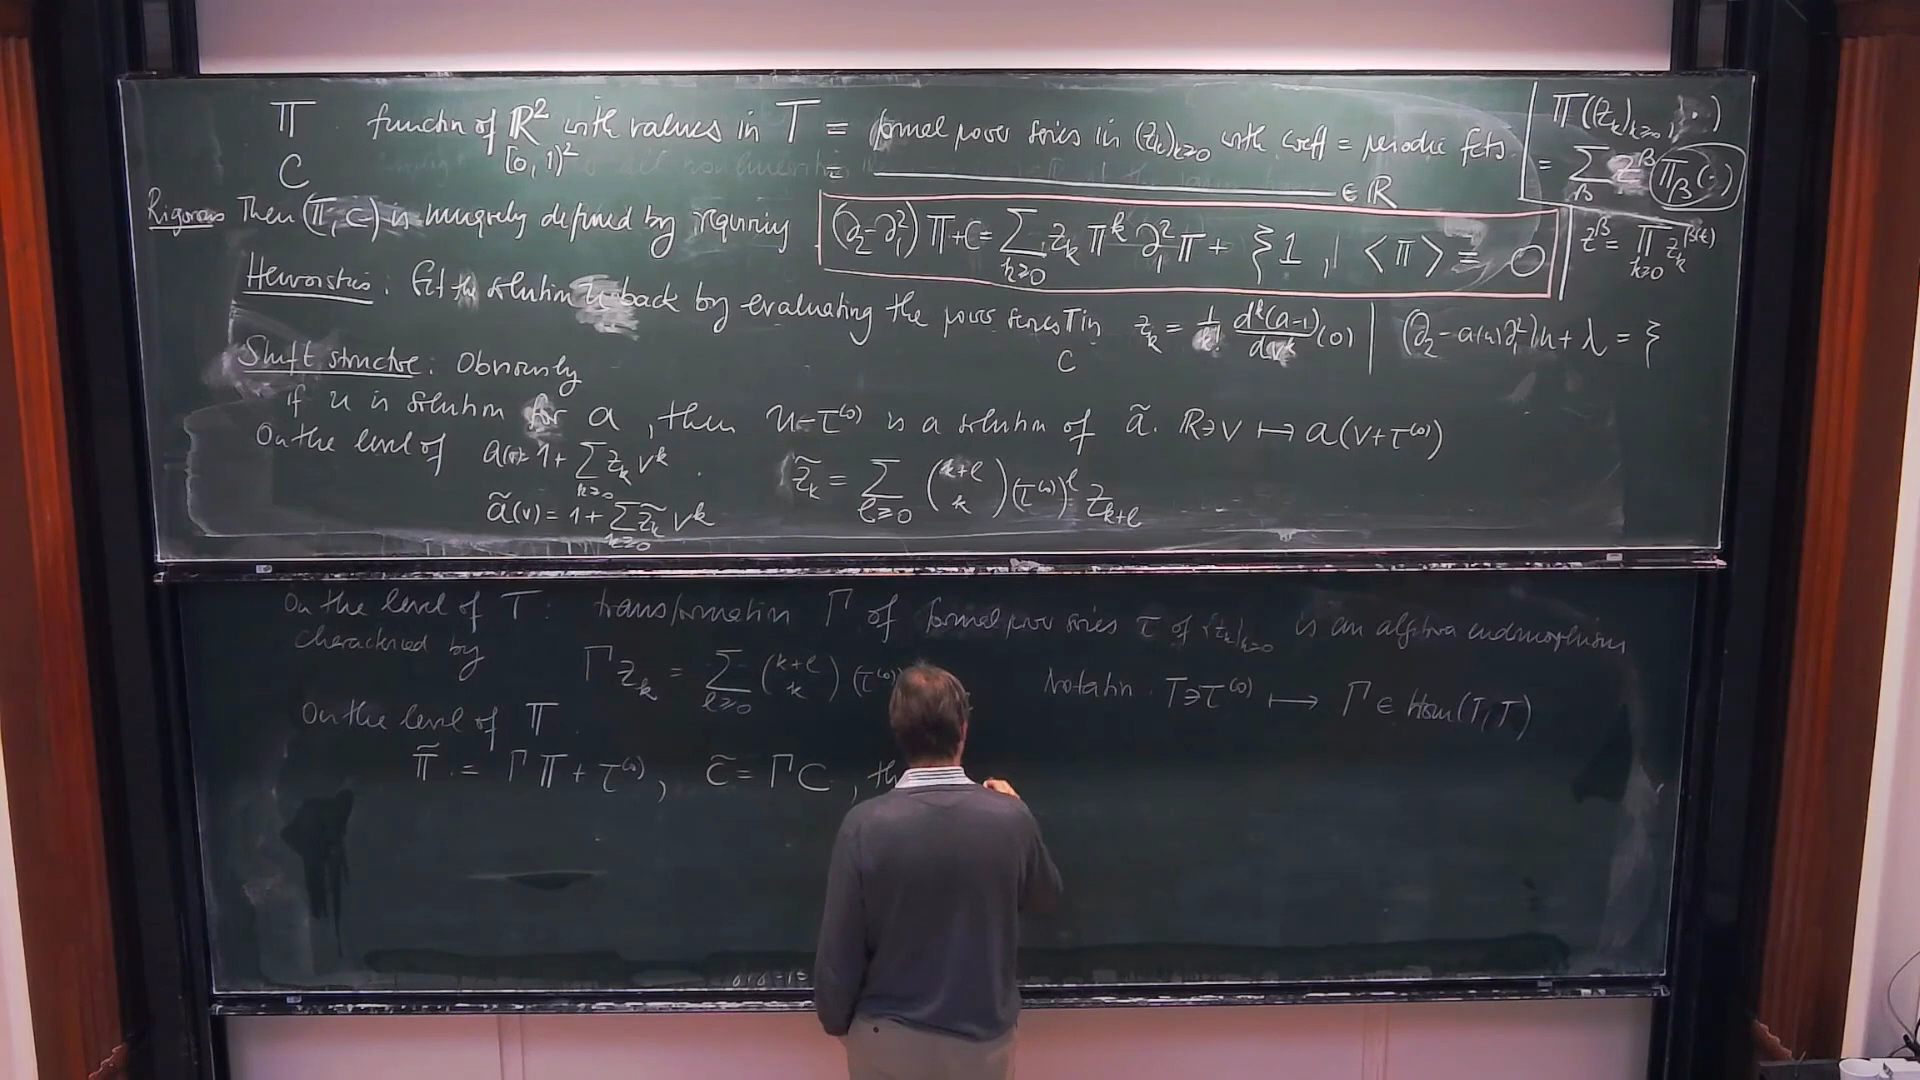 Π function of ℝ² with values in T = formal power series in (z_k)_{k≥0} with coeff = periodic fcts.
[0, 1)²
C = ———— ∈ ℝ
Π((z_k)_{k≥0}, ·)
= Σ_β z^β Π_β(·)
z^β = Π_{k≥0} z_k^{β(k)}
Rigorous Then (Π, C) is uniquely defined by requiring (∂₂-∂₁²) Π + C = Σ_{k≥0} z_k Π^k ∂₁² Π + ξ 1, | <Π> ≡ 0
Heuristics: Get the solution u back by evaluating the power series Π in z_k = 1/k! d^k(a-1)/dv^k (0) | (∂₂ - a(u)∂₁²)u + λ = ξ
C
Shift structure: Obviously
if u is solution for a, then u - τ^(0) is a solution of ã: ℝ∋v ↦ a(v+τ^(0))
On the level of a(v) = 1 + Σ_{k≥0} z_k v^k. z̃_k = Σ_{ℓ≥0} (k+ℓ k) (τ^(0))^ℓ z_{k+ℓ}
ã(v) = 1 + Σ_{k≥0} z̃_k v^k
On the level of T: transformation Γ of formal power series τ of {z_k}_{k≥0} is an algebra endomorphism
characterized by Γ z_k = Σ_{ℓ≥0} (k+ℓ k) (τ^(0) Notation: T∋τ^(0) ↦ Γ ∈ Hom(T,T)
On the level of Π
Π̃ = ΓΠ + τ^(0), c̃ = ΓC, th